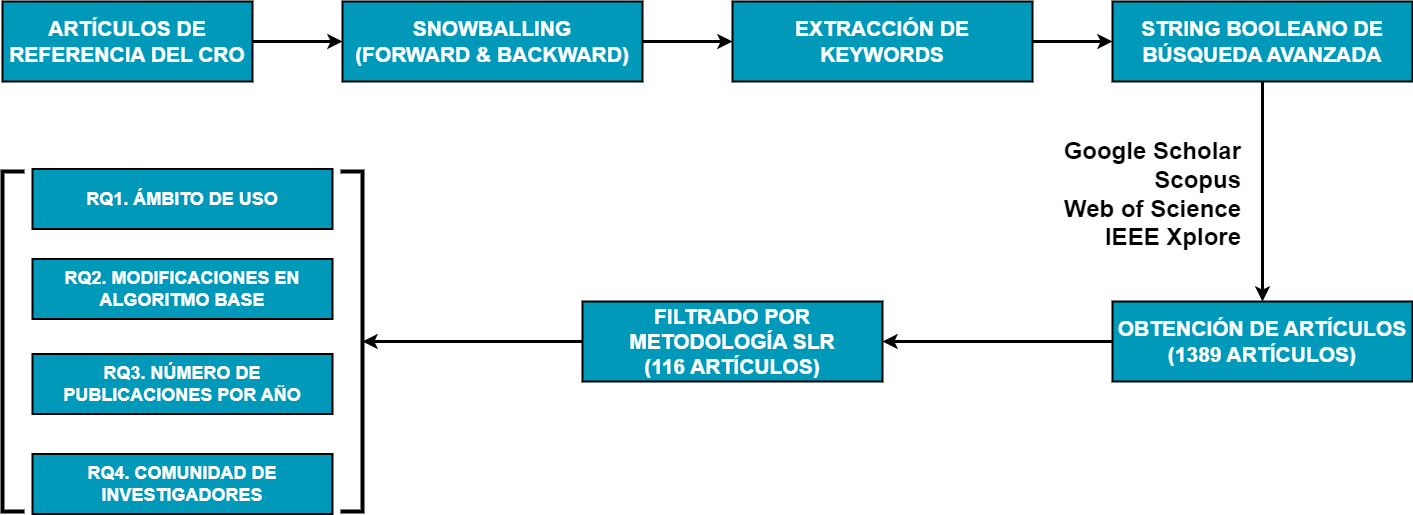 ARTÍCULOS DE
REFERENCIA DEL CRO
SNOWBALLING
(FORWARD & BACKWARD)
EXTRACCIÓN DE
KEYWORDS
STRING BOOLEANO DE
BÚSQUEDA AVANZADA
Google Scholar
Scopus
Web of Science
IEEE Xplore
OBTENCIÓN DE ARTÍCULOS
(1389 ARTÍCULOS)
FILTRADO POR
METODOLOGÍA SLR
(116 ARTÍCULOS)
RQ1. ÁMBITO DE USO
RQ2. MODIFICACIONES EN
ALGORITMO BASE
RQ3. NÚMERO DE
PUBLICACIONES POR AÑO
RQ4. COMUNIDAD DE
INVESTIGADORES